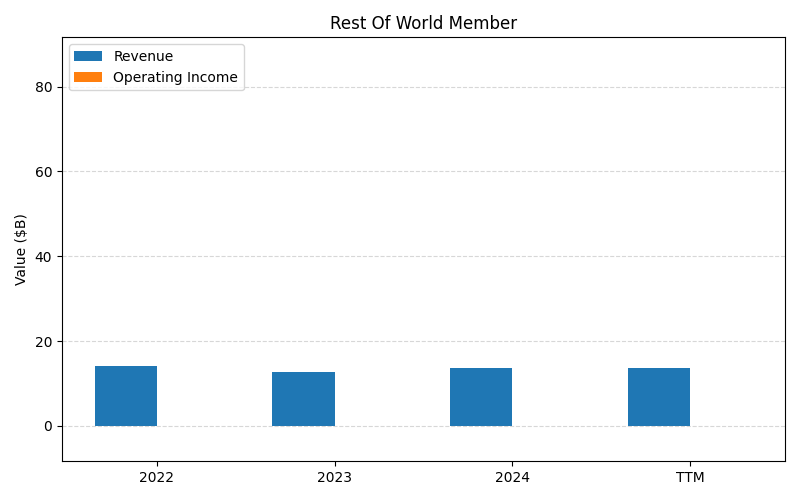 Rest Of World Member
Revenue
Operating Income
Value ($B)
80
60
40
20
0
2022
2023
2024
TTM